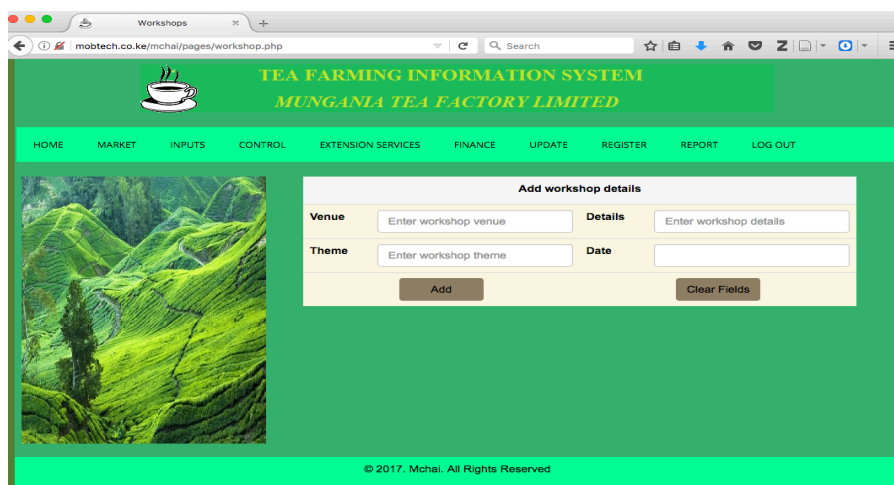 Workshops
mobtech.co.ke/mchai/pages/workshop.php
Search
TEA FARMING INFORMATION SYSTEM
MUNGANIA TEA FACTORY LIMITED
HOME MARKET INPUTS CONTROL EXTENSION SERVICES FINANCE UPDATE REGISTER REPORT LOG OUT
Add workshop details
Venue Enter workshop venue Details Enter workshop details
Theme Enter workshop theme Date
Add Clear Fields
© 2017. Mchai. All Rights Reserved